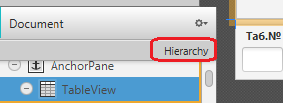 Document
Hierarchy
AnchorPane
TableView
Таб.№